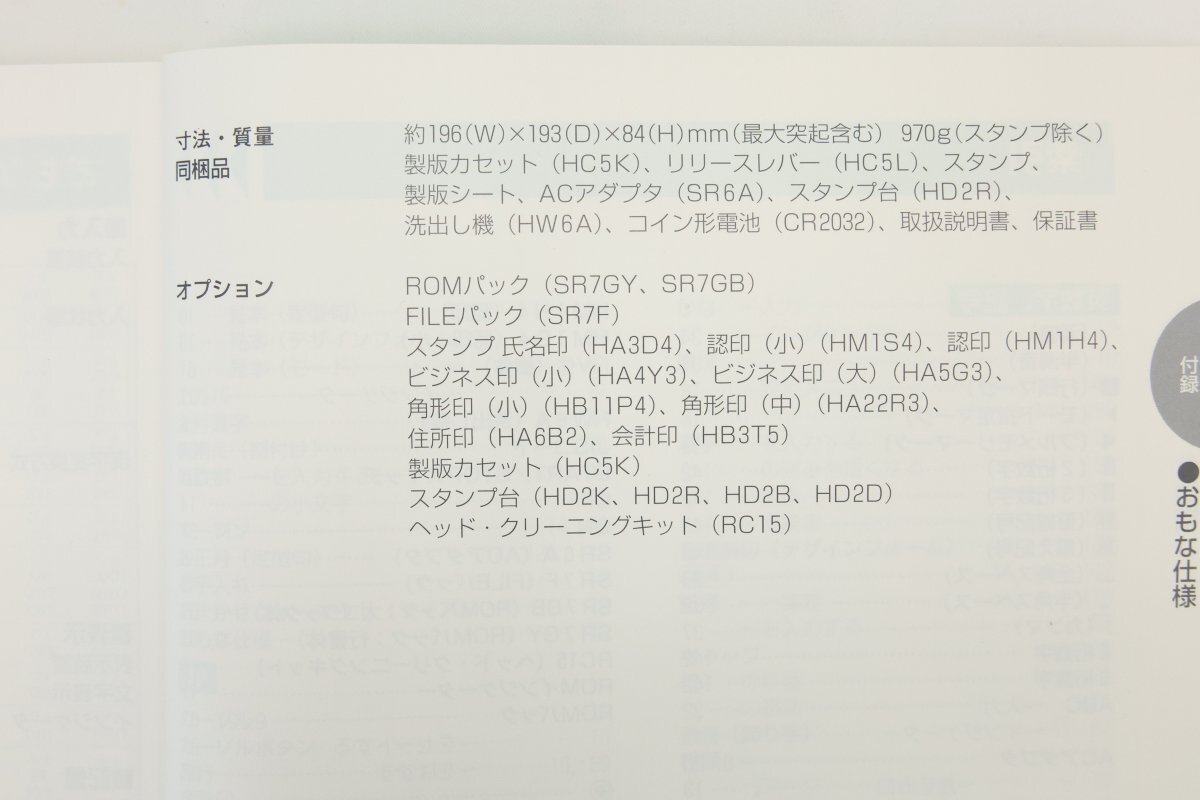 寸法・質量 約196(W)×193(D)×84(H)mm(最大突起含む) 970g(スタンプ除く)
同梱品 製版カセット(HC5K)、リリースレバー(HC5L)、スタンプ、
製版シート、ACアダプタ(SR6A)、スタンプ台(HD2R)、
洗出し機(HW6A)、コイン形電池(CR2032)、取扱説明書、保証書
オプション ROMパック(SR7GY、SR7GB)
FILEパック(SR7F)
スタンプ 氏名印(HA3D4)、認印(小)(HM1S4)、認印(HM1H4)、
ビジネス印(小)(HA4Y3)、ビジネス印(大)(HA5G3)、
角形印(小)(HB11P4)、角形印(中)(HA22R3)、
住所印(HA6B2)、会計印(HB3T5)
製版カセット(HC5K)
スタンプ台(HD2K、HD2R、HD2B、HD2D)
ヘッド・クリーニングキット(RC15)
付録
●おもな仕様